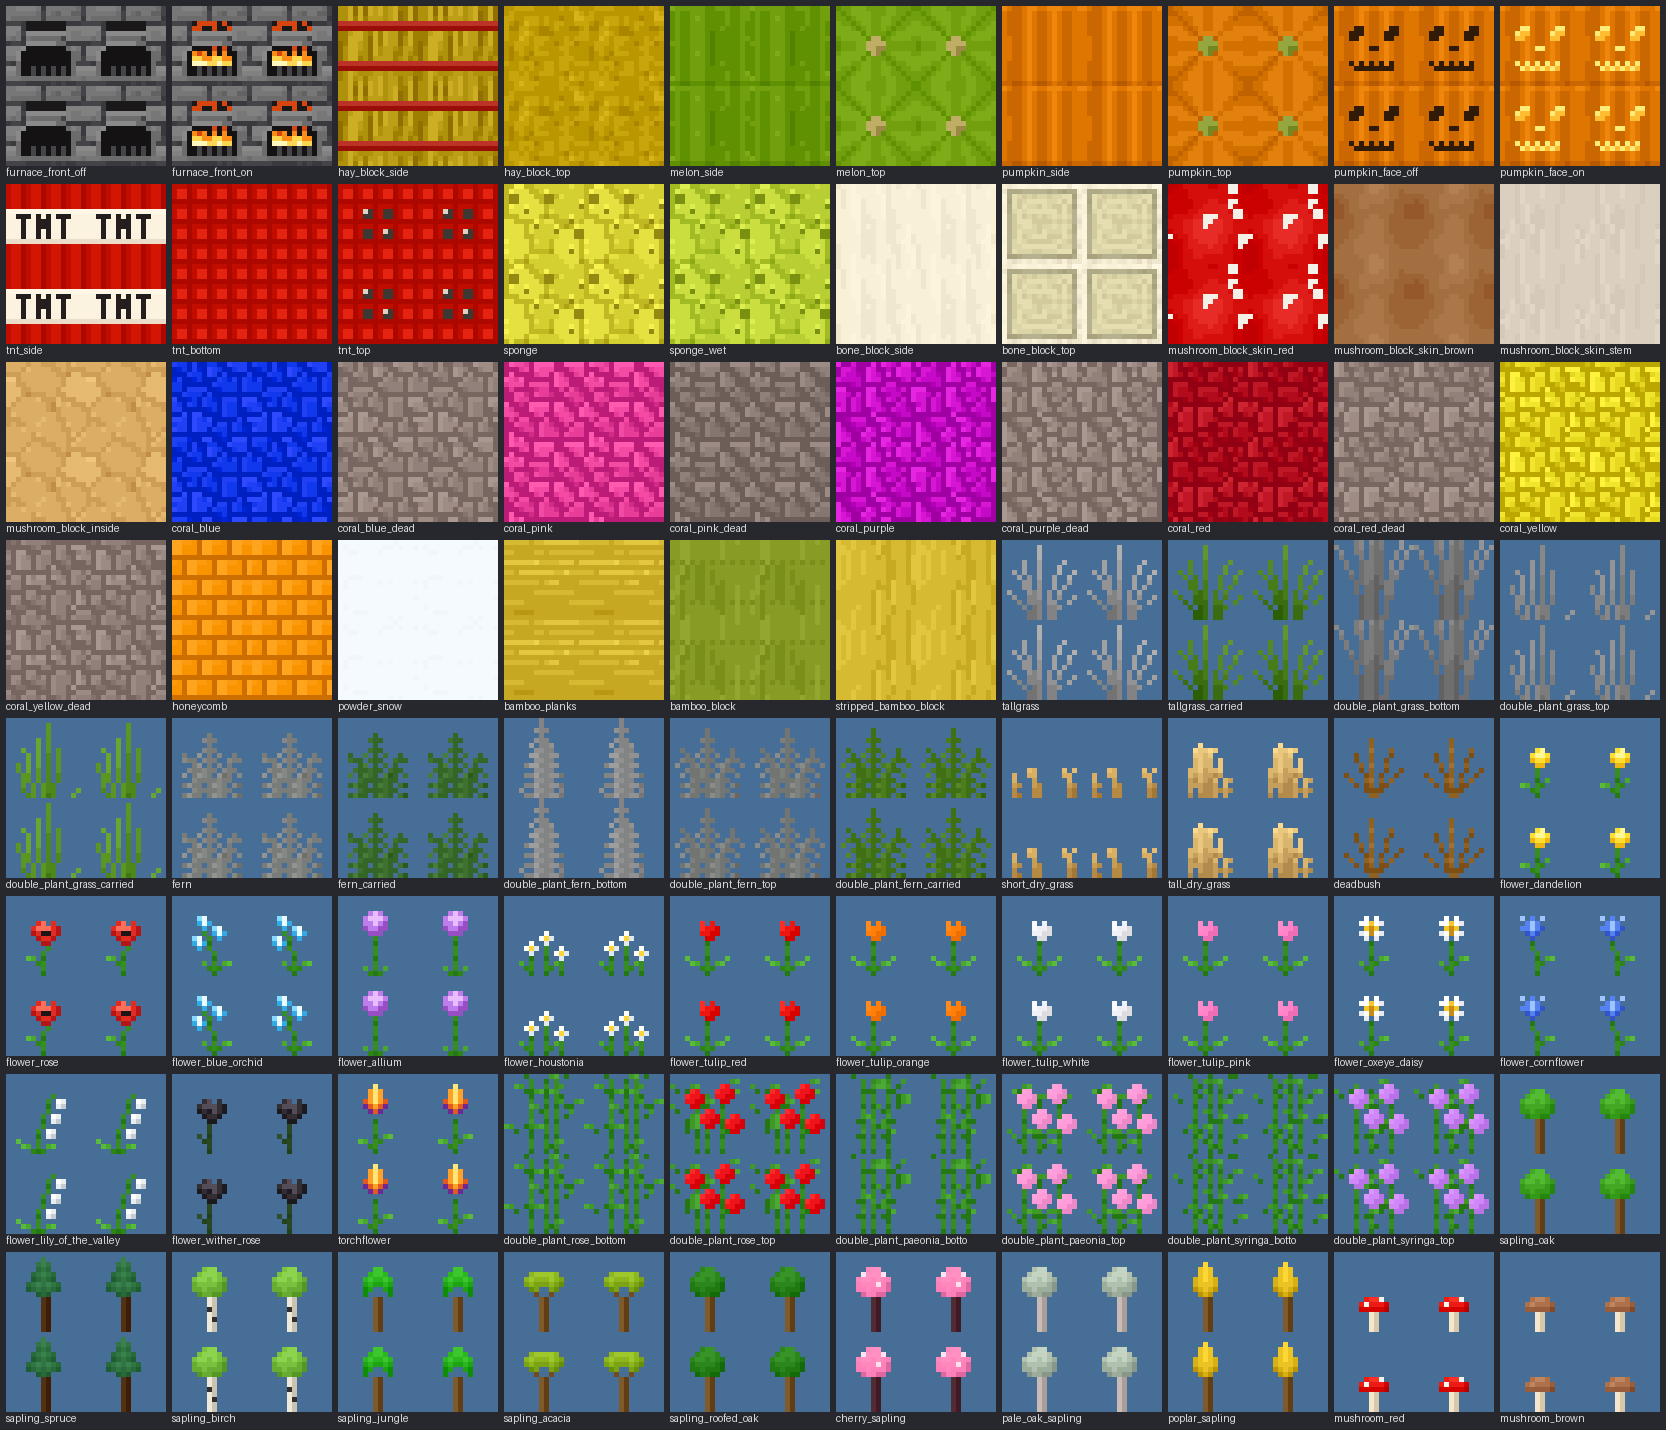 furnace_front_off furnace_front_on hay_block_side hay_block_top melon_side melon_top pumpkin_side pumpkin_top pumpkin_face_off pumpkin_face_on
TNT TNT
TNT TNT
tnt_side tnt_bottom tnt_top sponge sponge_wet bone_block_side bone_block_top mushroom_block_skin_red mushroom_block_skin_brown mushroom_block_skin_stem
mushroom_block_inside coral_blue coral_blue_dead coral_pink coral_pink_dead coral_purple coral_purple_dead coral_red coral_red_dead coral_yellow
coral_yellow_dead honeycomb powder_snow bamboo_planks bamboo_block stripped_bamboo_block tallgrass tallgrass_carried double_plant_grass_bottom double_plant_grass_top
double_plant_grass_carried fern fern_carried double_plant_fern_bottom double_plant_fern_top double_plant_fern_carried short_dry_grass tall_dry_grass deadbush flower_dandelion
flower_rose flower_blue_orchid flower_allium flower_houstonia flower_tulip_red flower_tulip_orange flower_tulip_white flower_tulip_pink flower_oxeye_daisy flower_cornflower
flower_lily_of_the_valley flower_wither_rose torchflower double_plant_rose_bottom double_plant_rose_top double_plant_paeonia_botto double_plant_paeonia_top double_plant_syringa_botto double_plant_syringa_top sapling_oak
sapling_spruce sapling_birch sapling_jungle sapling_acacia sapling_roofed_oak cherry_sapling pale_oak_sapling poplar_sapling mushroom_red mushroom_brown